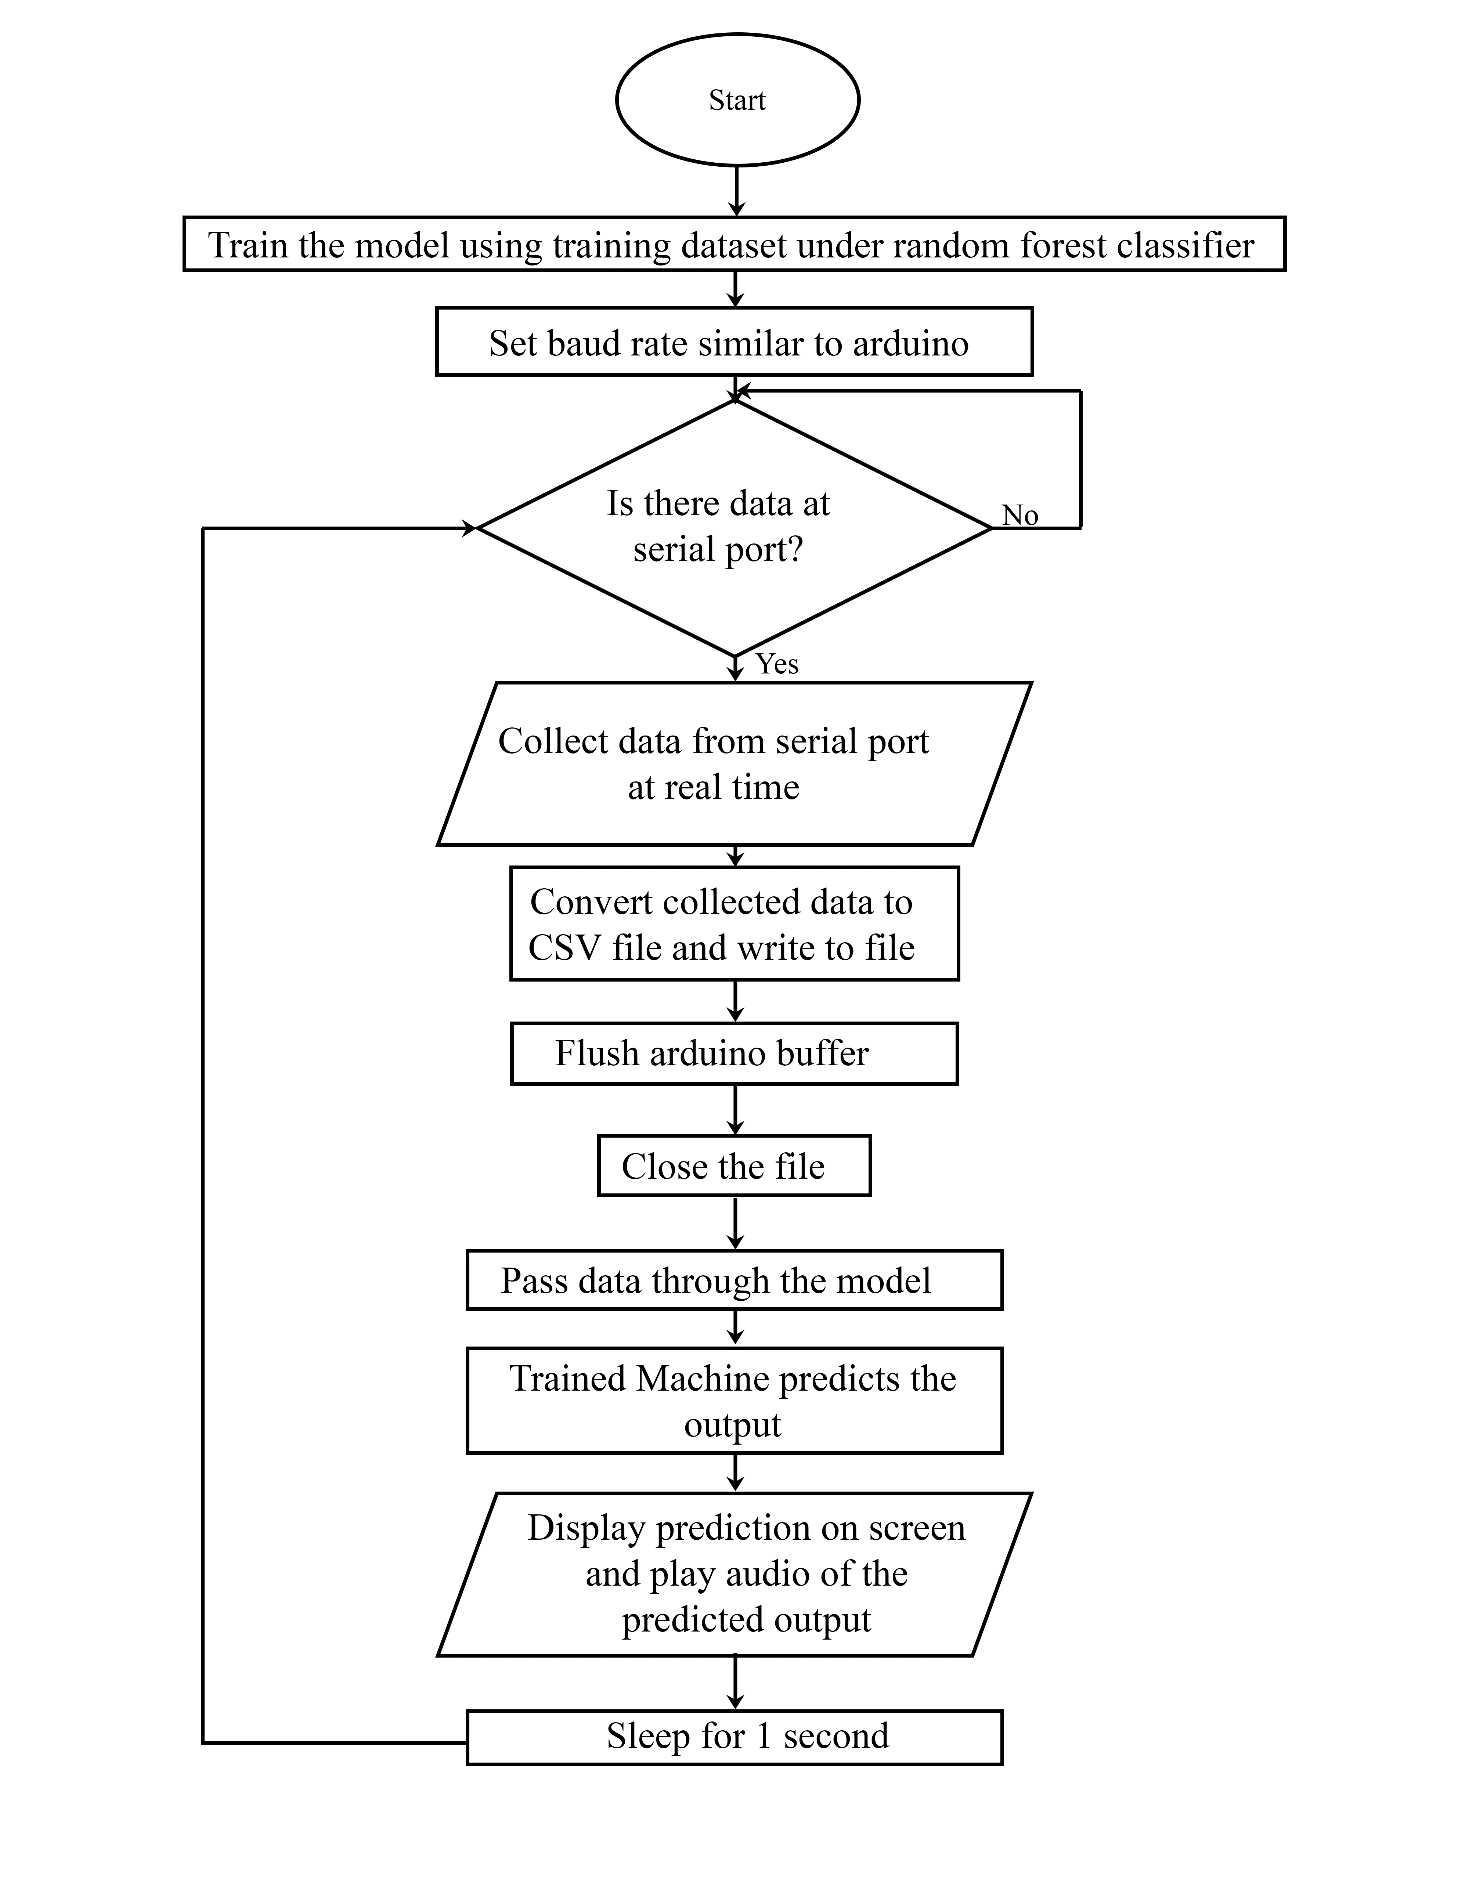 Start
Train the model using training dataset under random forest classifier
Set baud rate similar to arduino
Is there data at
serial port?
No
Yes
Collect data from serial port
at real time
Convert collected data to
CSV file and write to file
Flush arduino buffer
Close the file
Pass data through the model
Trained Machine predicts the
output
Display prediction on screen
and play audio of the
predicted output
Sleep for 1 second